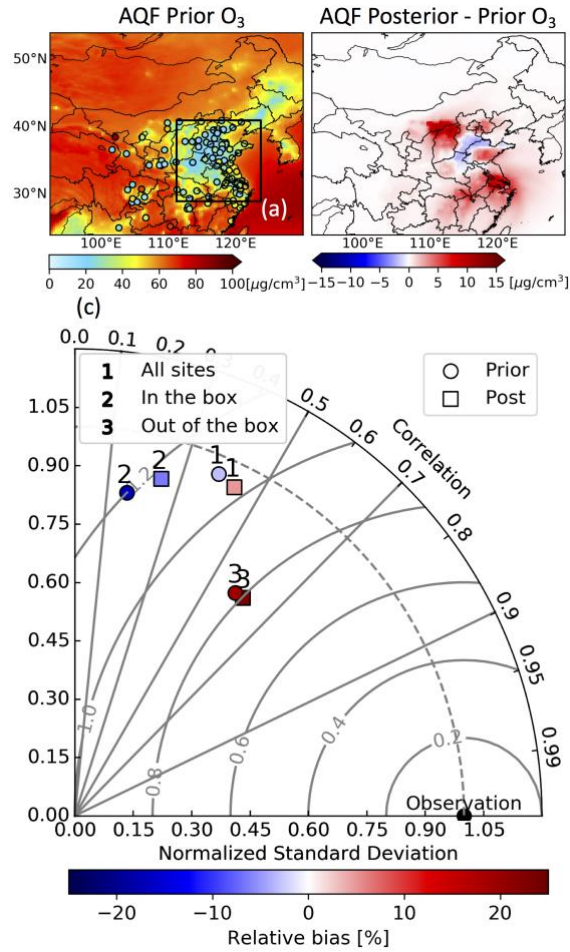 AQF Prior O₃
AQF Posterior - Prior O₃
50°N
40°N
30°N
(a)
100°E 110°E 120°E
100°E 110°E 120°E
0 20 40 60 80 100 [μg/cm³]
−15 −10 −5 0 5 10 15 [μg/cm³]
(c)
0.0 0.1 0.2 0.3 0.4 0.5 0.6 0.7 0.8 0.9 0.95 0.99
Correlation
1 All sites
2 In the box
3 Out of the box
Prior
Post
1.05
0.90
0.75
0.60
0.45
0.30
0.15
0.00
2 2 1 1
3 3
1.2
1.0
0.8
0.6
0.4
0.2
Observation
0.00 0.15 0.30 0.45 0.60 0.75 0.90 1.05
Normalized Standard Deviation
−20 −10 0 10 20
Relative bias [%]